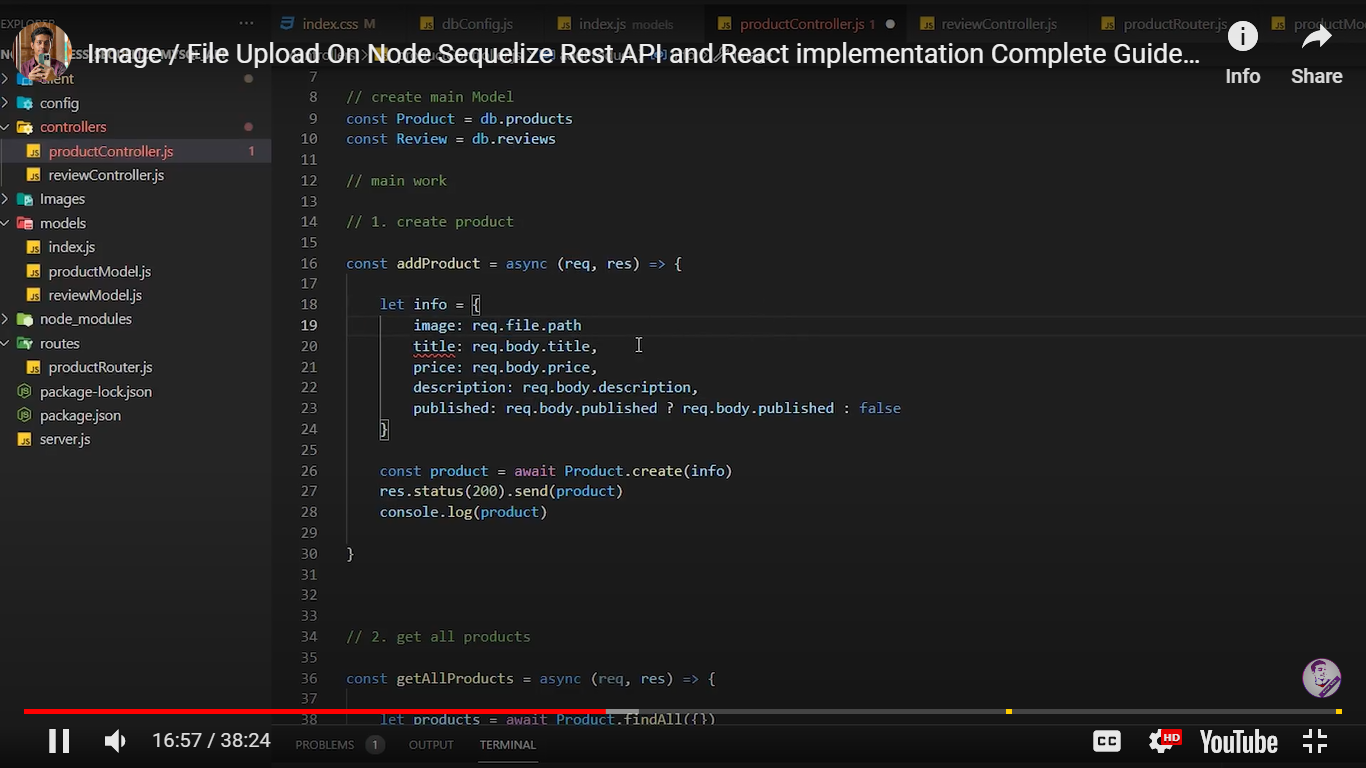 EXPLORER ...
index.css M
dbConfig.js
index.js models
productController.js 1
reviewController.js
productRouter.js
Image / File Upload On Node Sequelize Rest API and React implementation Complete Guide...
Info
Share
client
config
controllers
productController.js 1
reviewController.js
Images
models
index.js
productModel.js
reviewModel.js
node_modules
routes
productRouter.js
package-lock.json
package.json
server.js
7
8 // create main Model
9 const Product = db.products
10 const Review = db.reviews
11
12 // main work
13
14 // 1. create product
15
16 const addProduct = async (req, res) => {
17
18 let info = {
19 image: req.file.path
20 title: req.body.title,
21 price: req.body.price,
22 description: req.body.description,
23 published: req.body.published ? req.body.published : false
24 }
25
26 const product = await Product.create(info)
27 res.status(200).send(product)
28 console.log(product)
29
30 }
31
32
33
34 // 2. get all products
35
36 const getAllProducts = async (req, res) => {
37
38 let products = await Product.findAll({})
16:57 / 38:24
PROBLEMS 1 OUTPUT TERMINAL
CC
HD
YouTube